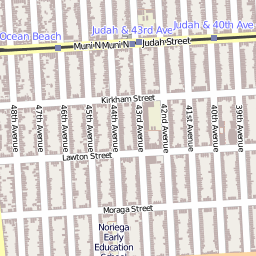 Judah & 40th Ave
Judah & 43rd Ave
Ocean Beach
Muni N Muni N
Judah Street
Kirkham Street
48th Avenue
47th Avenue
46th Avenue
45th Avenue
44th Avenue
43rd Avenue
42nd Avenue
41st Avenue
40th Avenue
39th Avenue
Lawton Street
Moraga Street
Noriega
Early
Education